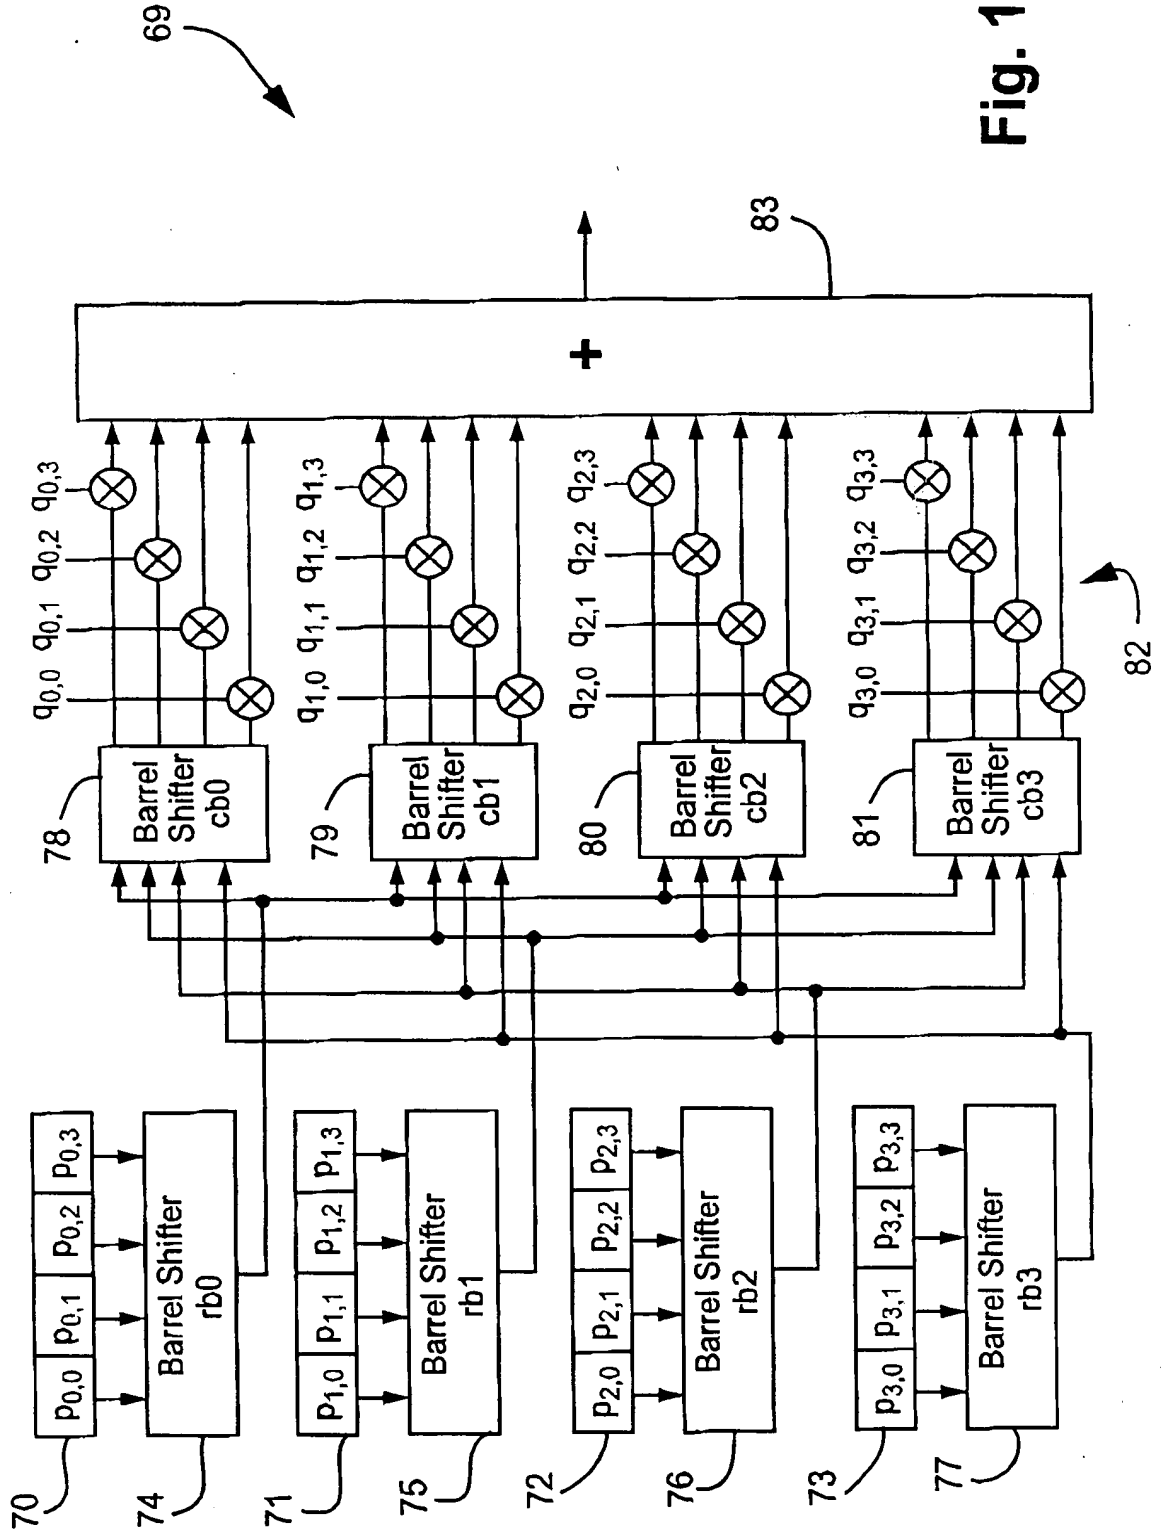 69
Fig. 1
83
+
q0,0 q0,1 q0,2 q0,3
78
Barrel
Shifter
cb0
q1,0 q1,1 q1,2 q1,3
79
Barrel
Shifter
cb1
q2,0 q2,1 q2,2 q2,3
80
Barrel
Shifter
cb2
q3,0 q3,1 q3,2 q3,3
81
Barrel
Shifter
cb3
82
70
p0,0 p0,1 p0,2 p0,3
74
Barrel Shifter
rb0
71
p1,0 p1,1 p1,2 p1,3
75
Barrel Shifter
rb1
72
p2,0 p2,1 p2,2 p2,3
76
Barrel Shifter
rb2
73
p3,0 p3,1 p3,2 p3,3
77
Barrel Shifter
rb3